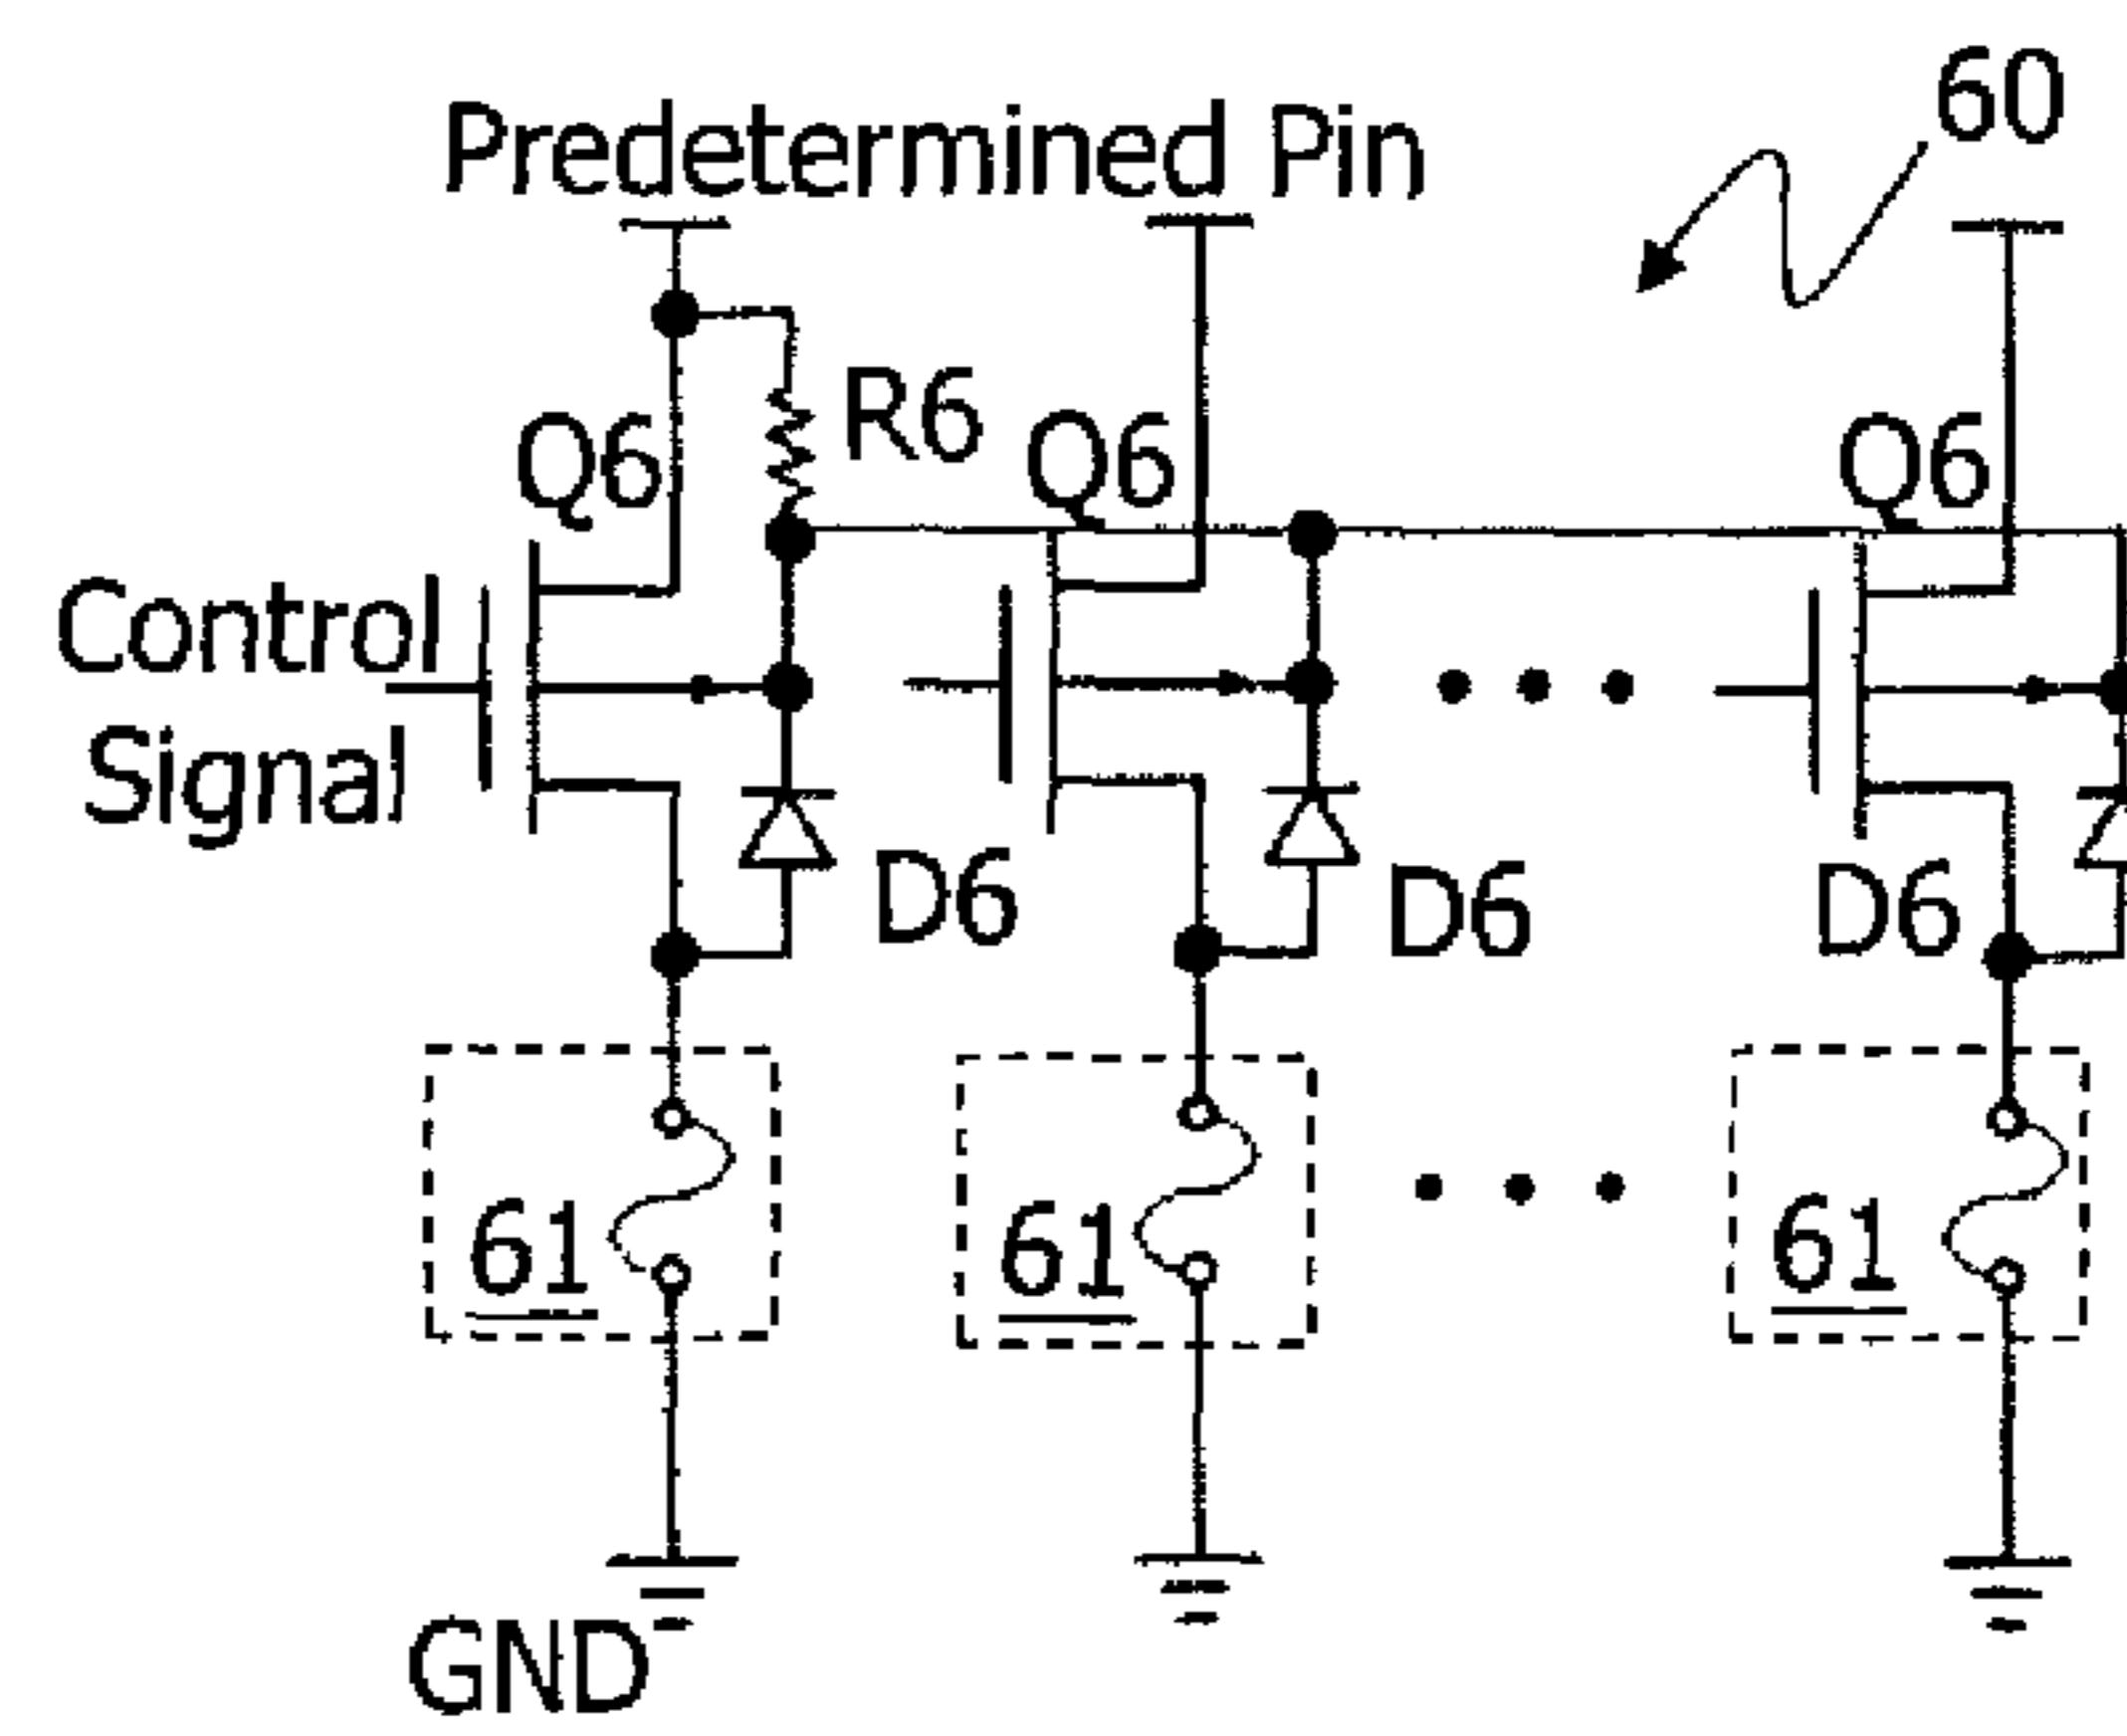 Predetermined Pin
60
Q6
R6
Q6
Q6
Control
Signal
D6
D6
D6
61
61
61
GND